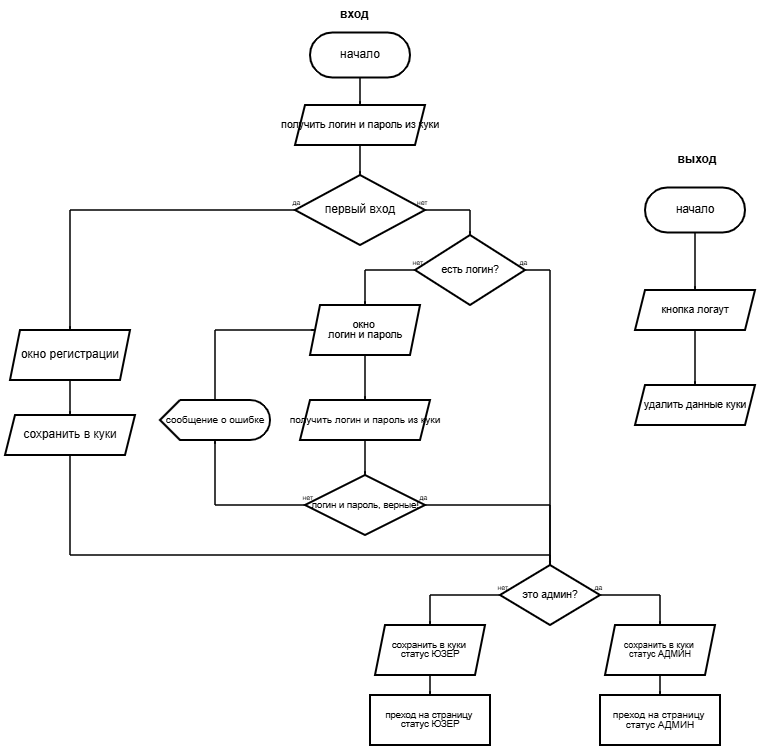 вход
начало
получить логин и пароль из куки
первый вход
да
нет
есть логин?
нет
да
окно
логин и пароль
окно регистрации
сохранить в куки
сообщение о ошибке
получить логин и пароль из куки
логин и пароль, верные!
нет
да
это админ?
нет
да
сохранить в куки
статус ЮЗЕР
сохранить в куки
статус АДМИН
преход на страницу
статус ЮЗЕР
преход на страницу
статус АДМИН
выход
начало
кнопка логаут
удалить данные куки